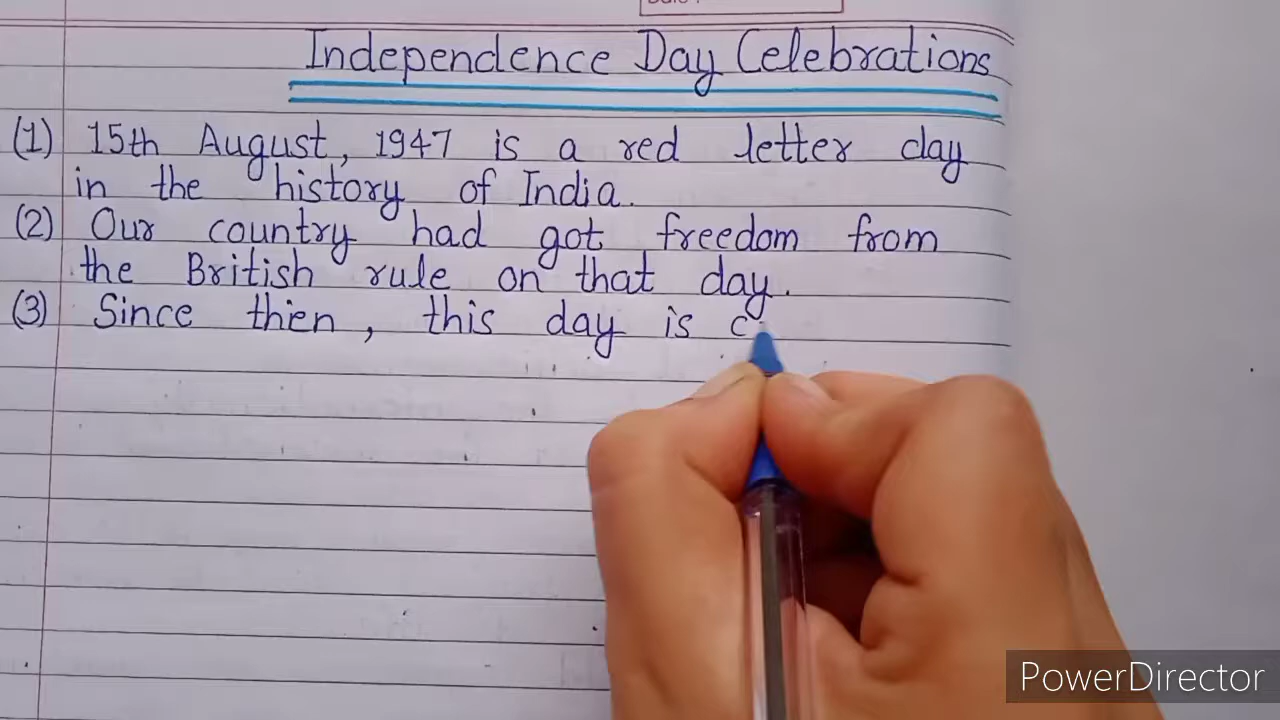 Independence Day Celebrations
(1) 15th August, 1947 is a red letter day
in the history of India.
(2) Our country had got freedom from
the British rule on that day.
(3) Since then, this day is
PowerDirector